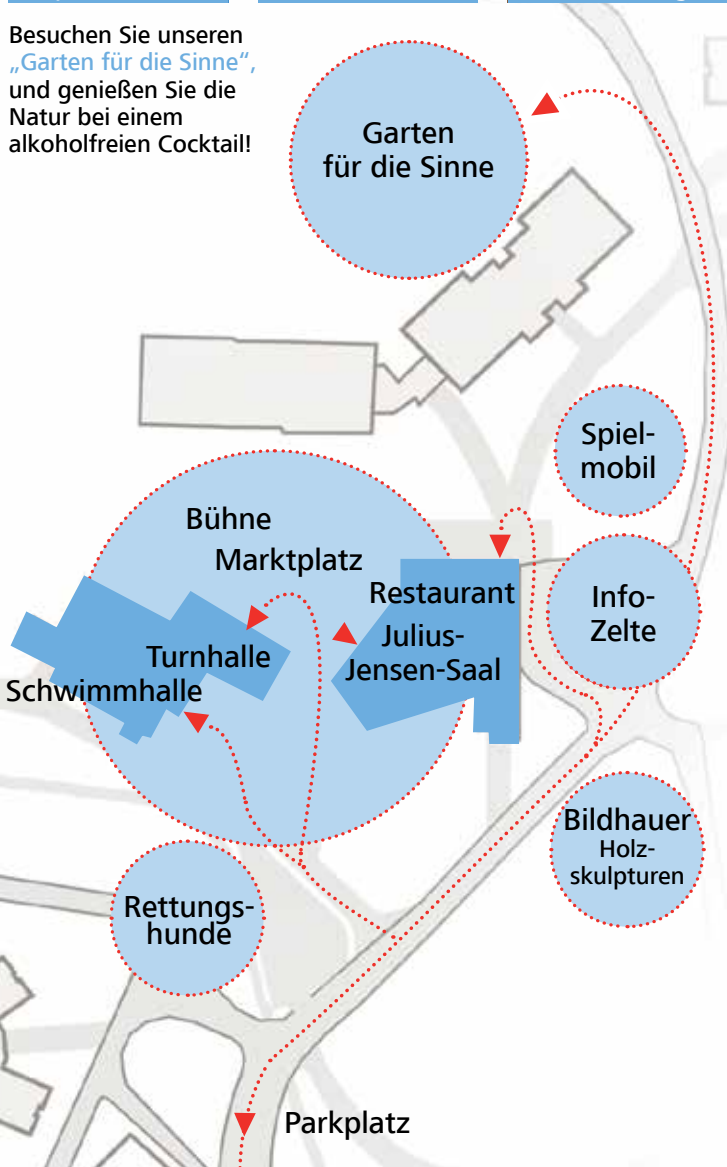 Besuchen Sie unseren
„Garten für die Sinne“,
und genießen Sie die
Natur bei einem
alkoholfreien Cocktail!
Garten
für die Sinne
Spiel-
mobil
Bühne
Marktplatz
Restaurant
Julius-
Jensen-Saal
Info-
Zelte
Turnhalle
Schwimmhalle
Bildhauer
Holz-
skulpturen
Rettungs-
hunde
Parkplatz